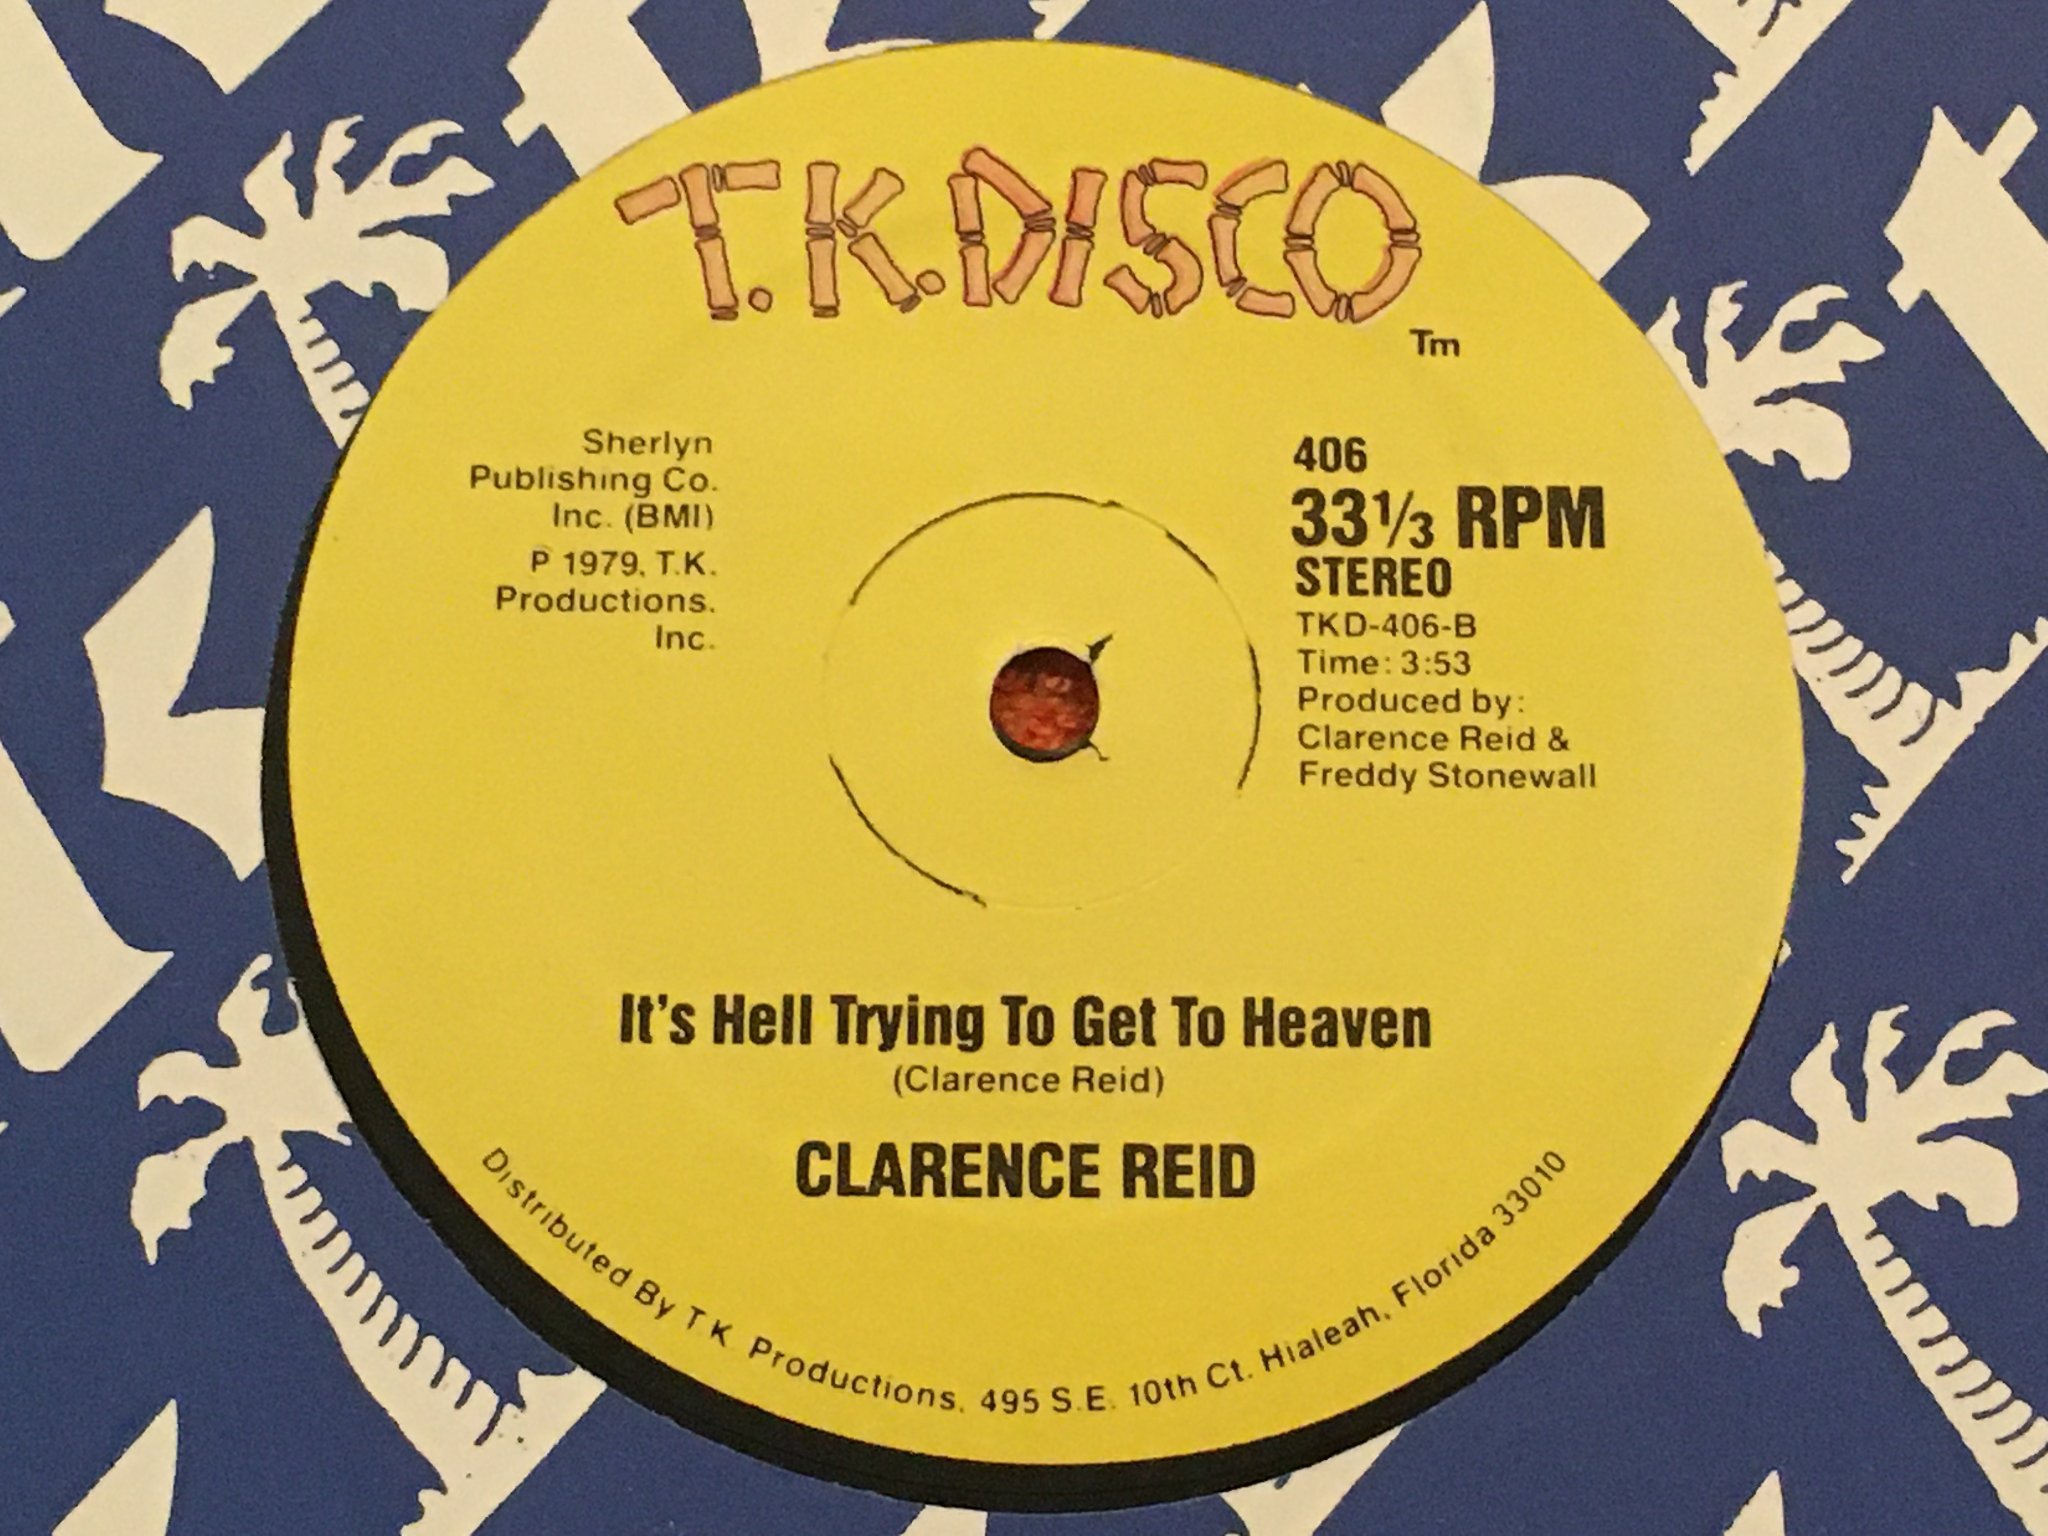 T.K.DISCO
Tm
Sherlyn
Publishing Co.
Inc. (BMI)
P 1979, T.K.
Productions.
Inc.
406
33 1/3 RPM
STEREO
TKD-406-B
Time: 3:53
Produced by:
Clarence Reid &
Freddy Stonewall
It's Hell Trying To Get To Heaven
(Clarence Reid)
CLARENCE REID
Distributed By T.K. Productions, 495 S.E. 10th Ct. Hialeah, Florida 33010